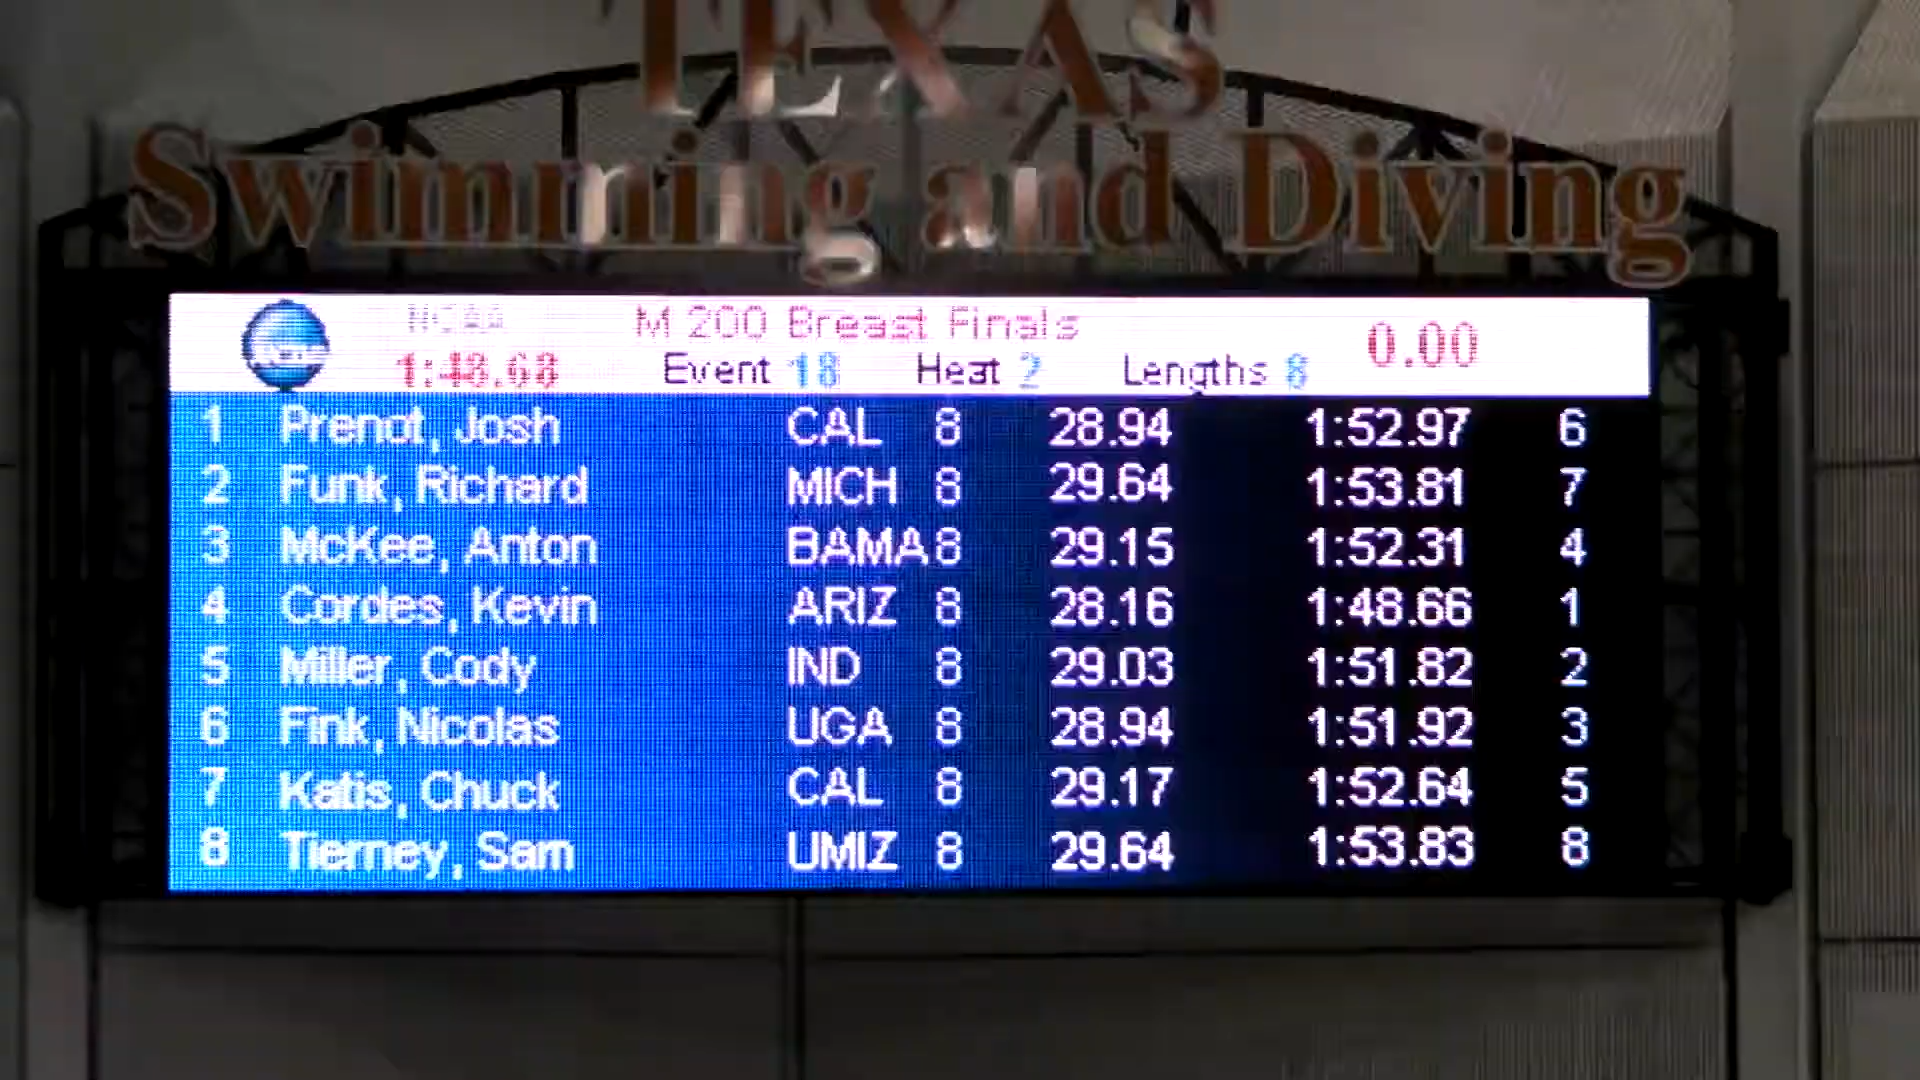 TEXAS
Swimming and Diving
NCAA M 200 Breast Finals 0.00
1:48.68 Event 18 Heat 2 Lengths 8
1 Prenot, Josh CAL 8 28.94 1:52.97 6
2 Funk, Richard MICH 8 29.64 1:53.81 7
3 McKee, Anton BAMA 8 29.15 1:52.31 4
4 Cordes, Kevin ARIZ 8 28.16 1:48.66 1
5 Miller, Cody IND 8 29.03 1:51.82 2
6 Fink, Nicolas UGA 8 28.94 1:51.92 3
7 Katis, Chuck CAL 8 29.17 1:52.64 5
8 Tierney, Sam UMIZ 8 29.64 1:53.83 8